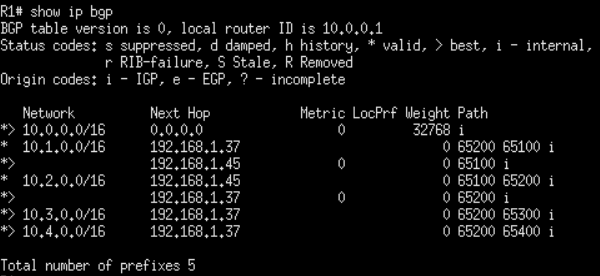 R1# show ip bgp
BGP table version is 0, local router ID is 10.0.0.1
Status codes: s suppressed, d damped, h history, * valid, > best, i - internal,
              r RIB-failure, S Stale, R Removed
Origin codes: i - IGP, e - EGP, ? - incomplete

   Network          Next Hop            Metric LocPrf Weight Path
*> 10.0.0.0/16      0.0.0.0                  0         32768 i
*  10.1.0.0/16      192.168.1.37                           0 65200 65100 i
*>                  192.168.1.45             0             0 65100 i
*  10.2.0.0/16      192.168.1.45                           0 65100 65200 i
*>                  192.168.1.37             0             0 65200 i
*> 10.3.0.0/16      192.168.1.37                           0 65200 65300 i
*> 10.4.0.0/16      192.168.1.37                           0 65200 65400 i

Total number of prefixes 5